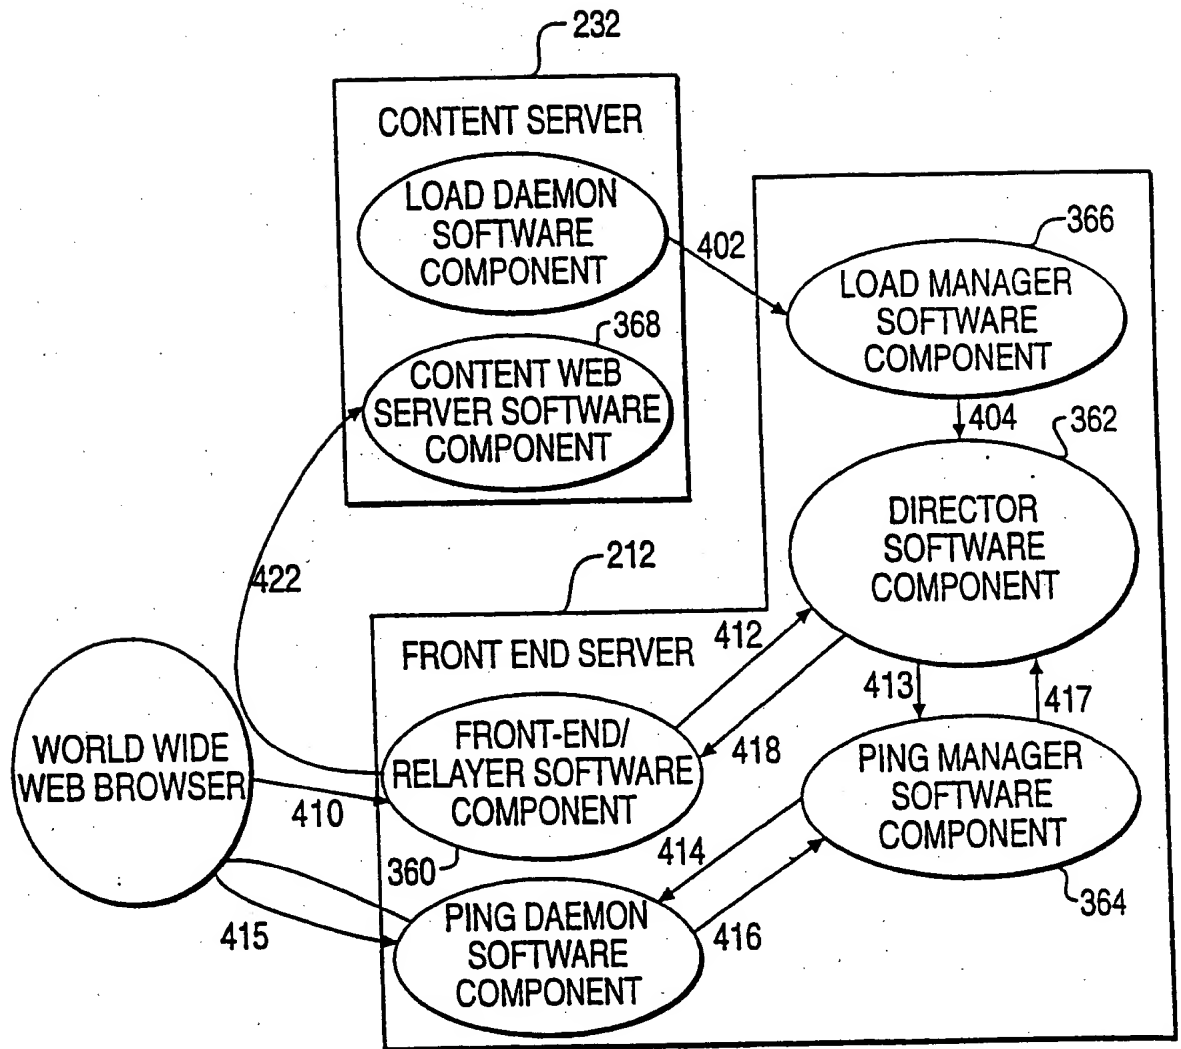 232
CONTENT SERVER
LOAD DAEMON
SOFTWARE
COMPONENT
402
368
CONTENT WEB
SERVER SOFTWARE
COMPONENT
366
LOAD MANAGER
SOFTWARE
COMPONENT
404
362
DIRECTOR
SOFTWARE
COMPONENT
422
212
FRONT END SERVER
412
418
413
417
WORLD WIDE
WEB BROWSER
410
FRONT-END/
RELAYER SOFTWARE
COMPONENT
360
PING MANAGER
SOFTWARE
COMPONENT
364
414
416
415
PING DAEMON
SOFTWARE
COMPONENT